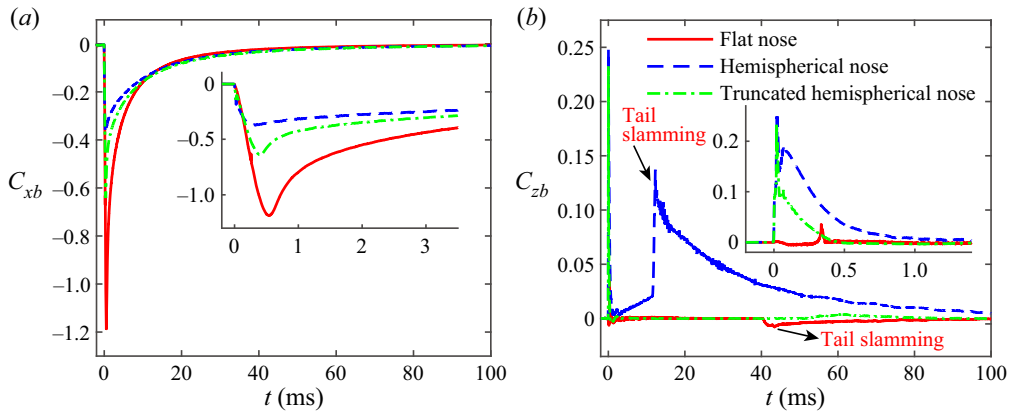 (a)
0
−0.2
−0.4
−0.6
−0.8
−1.0
−1.2
C_xb
0 20 40 60 80 100
t (ms)
0
−0.5
−1.0
0 1 2 3
(b)
0.25
0.20
0.15
0.10
0.05
0
C_zb
0 20 40 60 80 100
t (ms)
Flat nose
Hemispherical nose
Truncated hemispherical nose
Tail
slamming
0.2
0.1
0
0 0.5 1.0
Tail slamming